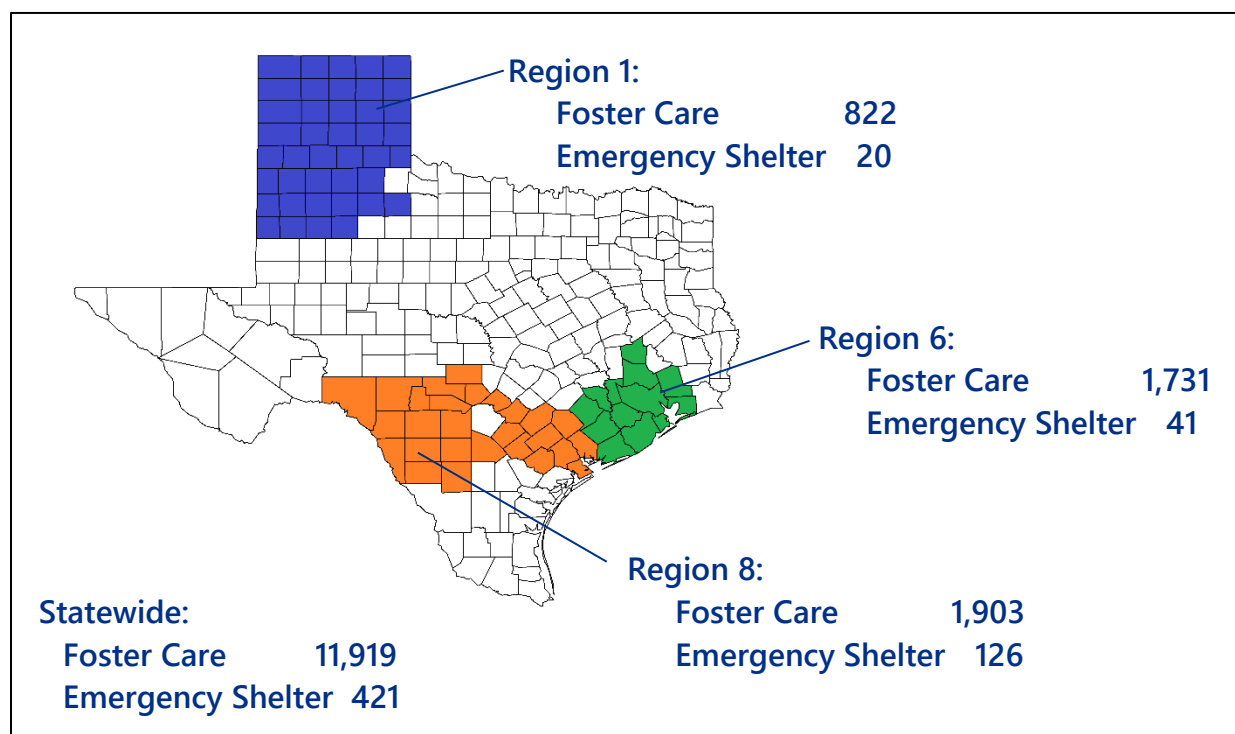 Region 1:
Foster Care 822
Emergency Shelter 20
Region 6:
Foster Care 1,731
Emergency Shelter 41
Region 8:
Foster Care 1,903
Emergency Shelter 126
Statewide:
Foster Care 11,919
Emergency Shelter 421